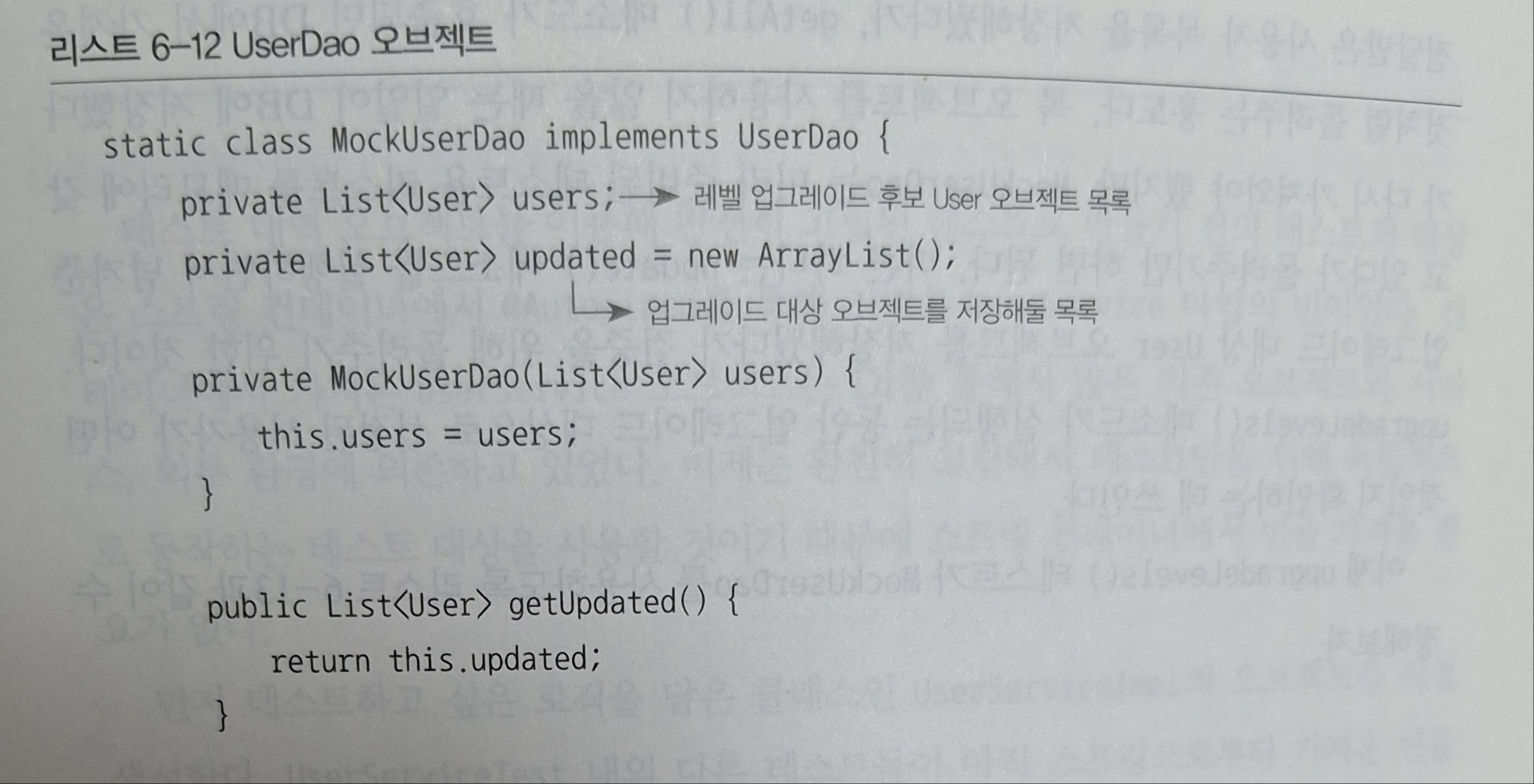 리스트 6-12 UserDao 오브젝트
static class MockUserDao implements UserDao {
private List<User> users; 레벨 업그레이드 후보 User 오브젝트 목록
private List<User> updated = new ArrayList();
업그레이드 대상 오브젝트를 저장해둘 목록
private MockUserDao(List<User> users) {
this.users = users;
}
public List<User> getUpdated() {
return this.updated;
}